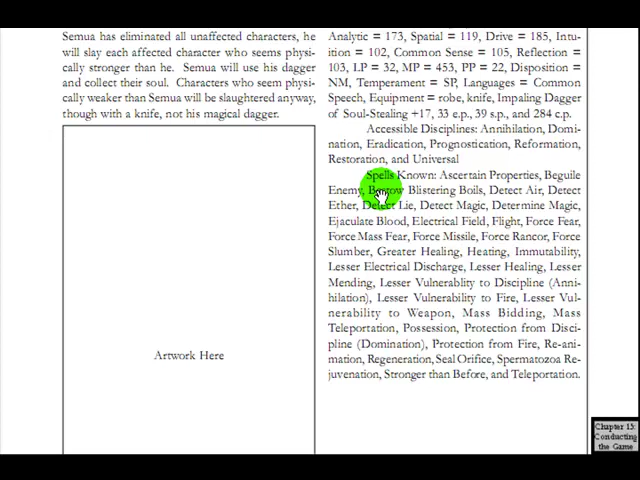 Semua has eliminated all unaffected characters, he
will slay each affected character who seems physi-
cally stronger than he. Semua will use his dagger
and collect their soul. Characters who seem physi-
cally weaker than Semua will be slaughtered anyway,
though with a knife, not his magical dagger.
Artwork Here
Analytic = 173, Spatial = 119, Drive = 185, Intu-
ition = 102, Common Sense = 105, Reflection =
103, LP = 32, MP = 453, PP = 22, Disposition =
NM, Temperament = SP, Languages = Common
Speech, Equipment = robe, knife, Impaling Dagger
of Soul-Stealing +17, 33 e.p., 39 s.p., and 284 c.p.
Accessible Disciplines: Annihilation, Domi-
nation, Eradication, Prognostication, Reformation,
Restoration, and Universal
Spells Known: Ascertain Properties, Beguile
Enemy, Bestow Blistering Boils, Detect Air, Detect
Ether, Detect Lie, Detect Magic, Determine Magic,
Ejaculate Blood, Electrical Field, Flight, Force Fear,
Force Mass Fear, Force Missile, Force Rancor, Force
Slumber, Greater Healing, Heating, Immutability,
Lesser Electrical Discharge, Lesser Healing, Lesser
Mending, Lesser Vulnerablity to Discipline (Anni-
hilation), Lesser Vulnerability to Fire, Lesser Vul-
nerability to Weapon, Mass Bidding, Mass
Teleportation, Possession, Protection from Disci-
pline (Domination), Protection from Fire, Re-ani-
mation, Regeneration, Seal Orifice, Spermatozoa Re-
juvenation, Stronger than Before, and Teleportation.
Chapter 15:
Conducting
the Game